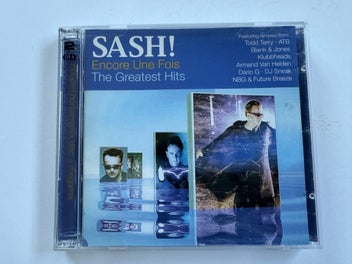 SASH!
Encore Une Fois
The Greatest Hits
Featuring remixes from:
Todd Terry · ATB
Blank & Jones
Klubbheads
Armand Van Helden
Dario G · DJ Sneak
NBG & Future Breeze